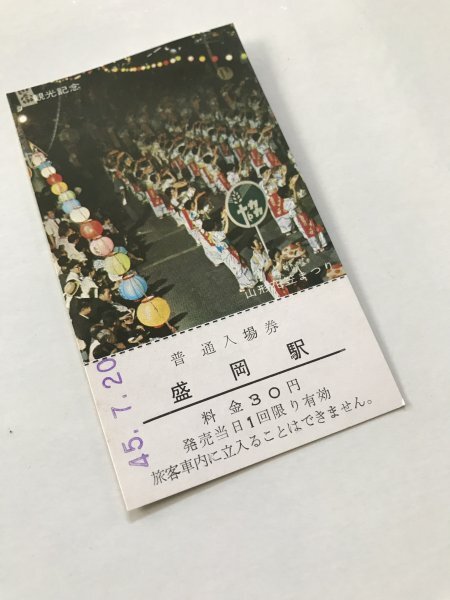 観光記念
山形花笠まつり
普通入場券
盛岡駅
料金30円
発売当日1回限り有効
旅客車内に立入ることはできません。
45.7.20